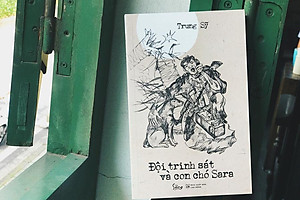 Trung Sỹ
Đội trinh sát
và con chó Sara